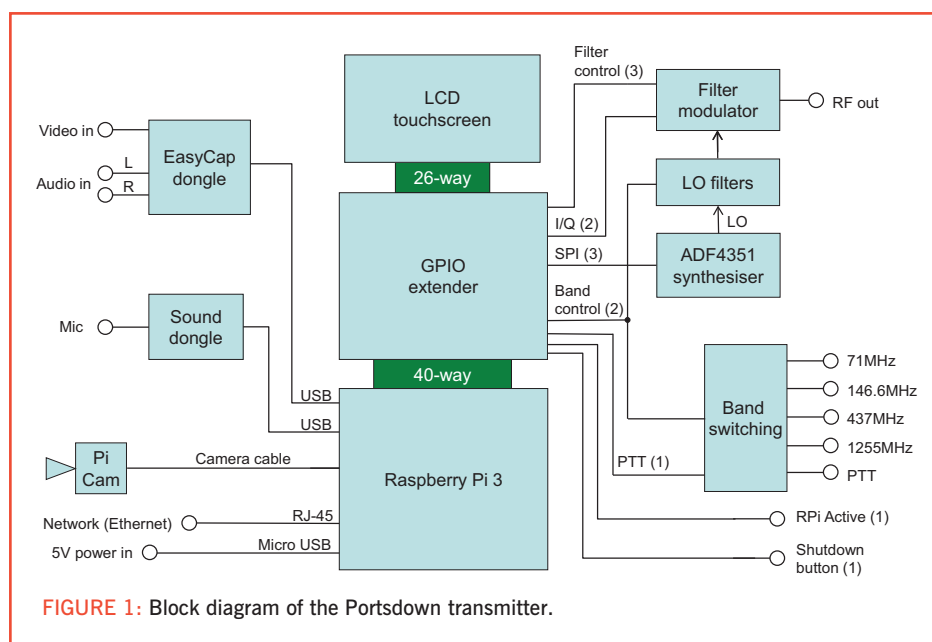 Video in
Audio in
L
R
EasyCap
dongle
Mic
Sound
dongle
Pi
Cam
Camera cable
Network (Ethernet)
5V power in
USB
USB
RJ-45
Micro USB
LCD
touchscreen
26-way
GPIO
extender
40-way
Raspberry Pi 3
Filter
control (3)
I/Q (2)
SPI (3)
Band
control (2)
PTT (1)
Filter
modulator
RF out
LO filters
LO
ADF4351
synthesiser
Band
switching
71MHz
146.6MHz
437MHz
1255MHz
PTT
RPi Active (1)
Shutdown
button (1)
FIGURE 1: Block diagram of the Portsdown transmitter.